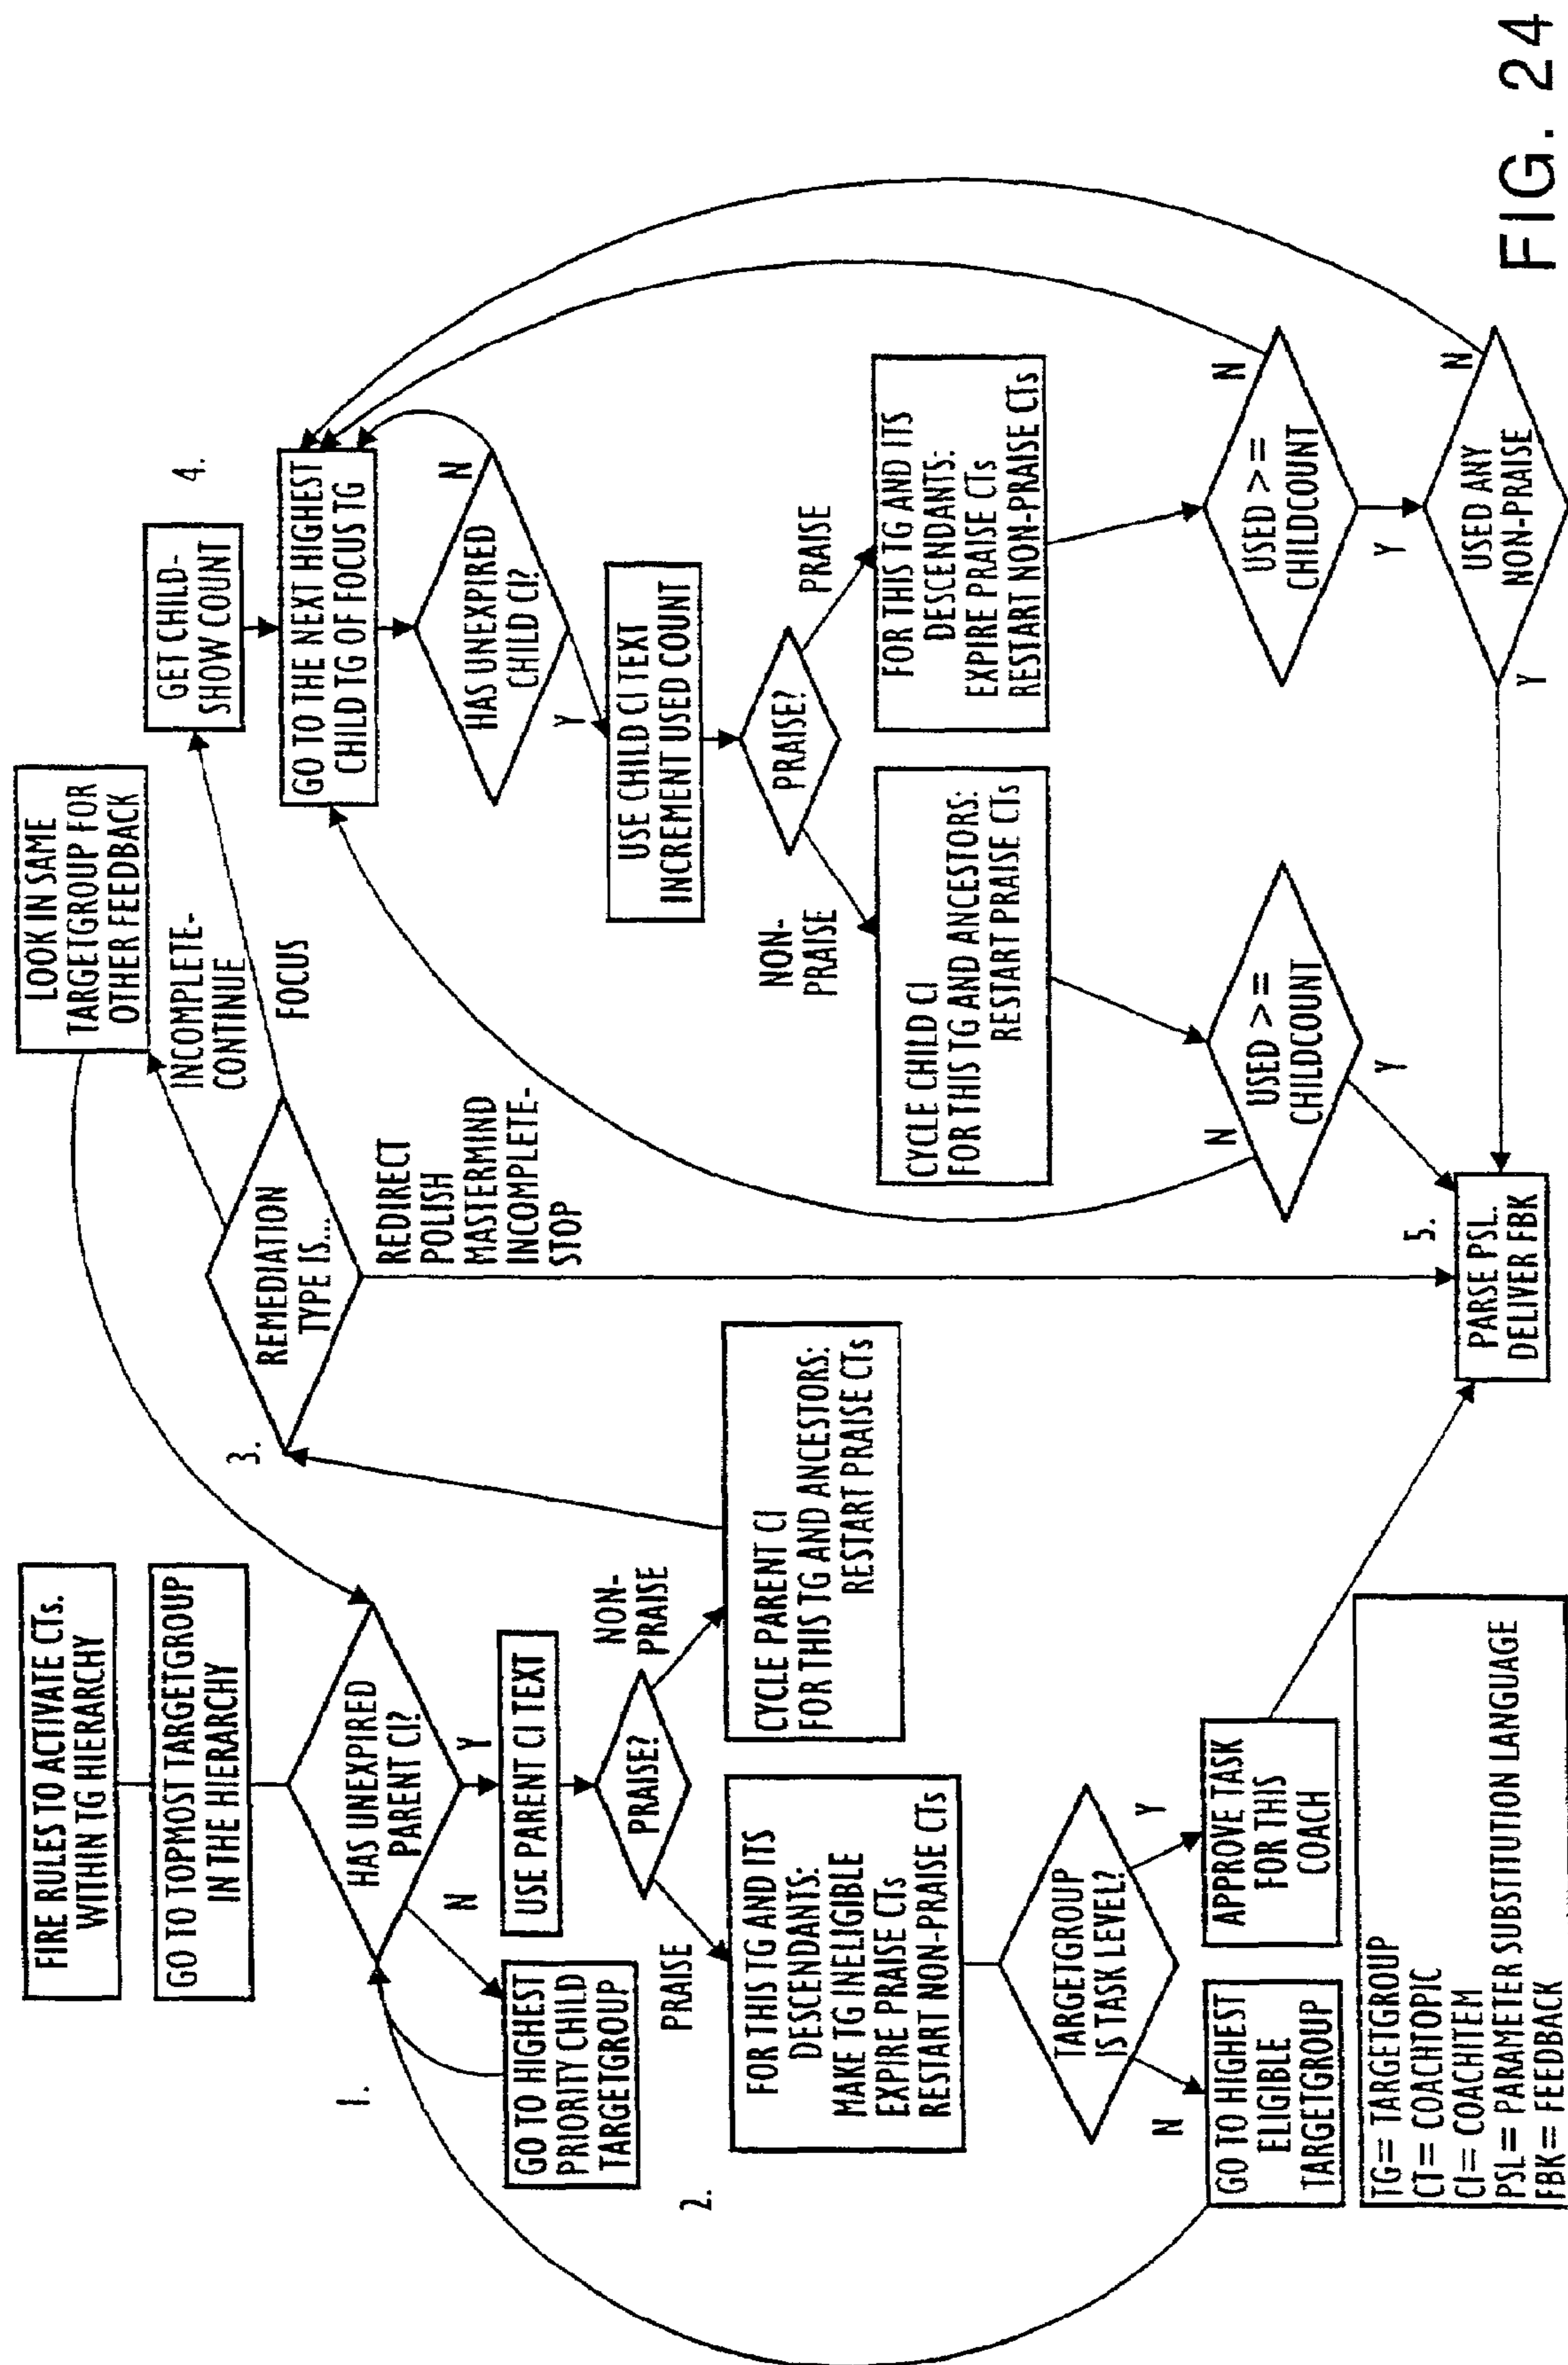 FIRE RULES TO ACTIVATE CTs.
WITHIN TG HIERARCHY
GO TO TOPMOST TARGETGROUP
IN THE HIERARCHY
1.
HAS UNEXPIRED
PARENT CI?
N
Y
GO TO HIGHEST
PRIORITY CHILD
TARGETGROUP
USE PARENT CI TEXT
PRAISE?
PRAISE
NON-
PRAISE
2.
FOR THIS TG AND ITS
DESCENDANTS:
MAKE TG INELIGIBLE
EXPIRE PRAISE CTs
RESTART NON-PRAISE CTs
CYCLE PARENT CI
FOR THIS TG AND ANCESTORS:
RESTART PRAISE CTs
TARGETGROUP
IS TASK LEVEL?
N
Y
GO TO HIGHEST
ELIGIBLE
TARGETGROUP
APPROVE TASK
FOR THIS
COACH
TG= TARGETGROUP
CT= COACHTOPIC
CI= COACHITEM
PSL= PARAMETER SUBSTITUTION LANGUAGE
FBK= FEEDBACK
LOOK IN SAME
TARGETGROUP FOR
OTHER FEEDBACK
3.
REMEDIATION
TYPE IS...
INCOMPLETE-
CONTINUE
FOCUS
REDIRECT
POLISH
MASTERMIND
INCOMPLETE-
STOP
4.
GET CHILD-
SHOW COUNT
GO TO THE NEXT HIGHEST
CHILD TG OF FOCUS TG
HAS UNEXPIRED
CHILD CI?
N
Y
USE CHILD CI TEXT
INCREMENT USED COUNT
PRAISE?
NON-
PRAISE
PRAISE
CYCLE CHILD CI
FOR THIS TG AND ANCESTORS:
RESTART PRAISE CTs
FOR THIS TG AND ITS
DESCENDANTS:
EXPIRE PRAISE CTs
RESTART NON-PRAISE CTs
USED >=
CHILDCOUNT
N
Y
USED >=
CHILDCOUNT
N
Y
USED ANY
NON-PRAISE
N
Y
5.
PARSE PSL.
DELIVER FBK
FIG. 24